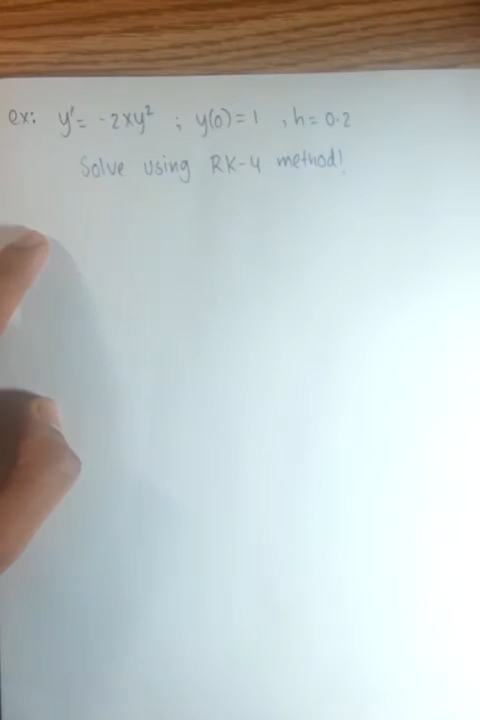 ex: y' = -2xy² ; y(0) = 1 , h = 0.2
Solve using RK-4 method!